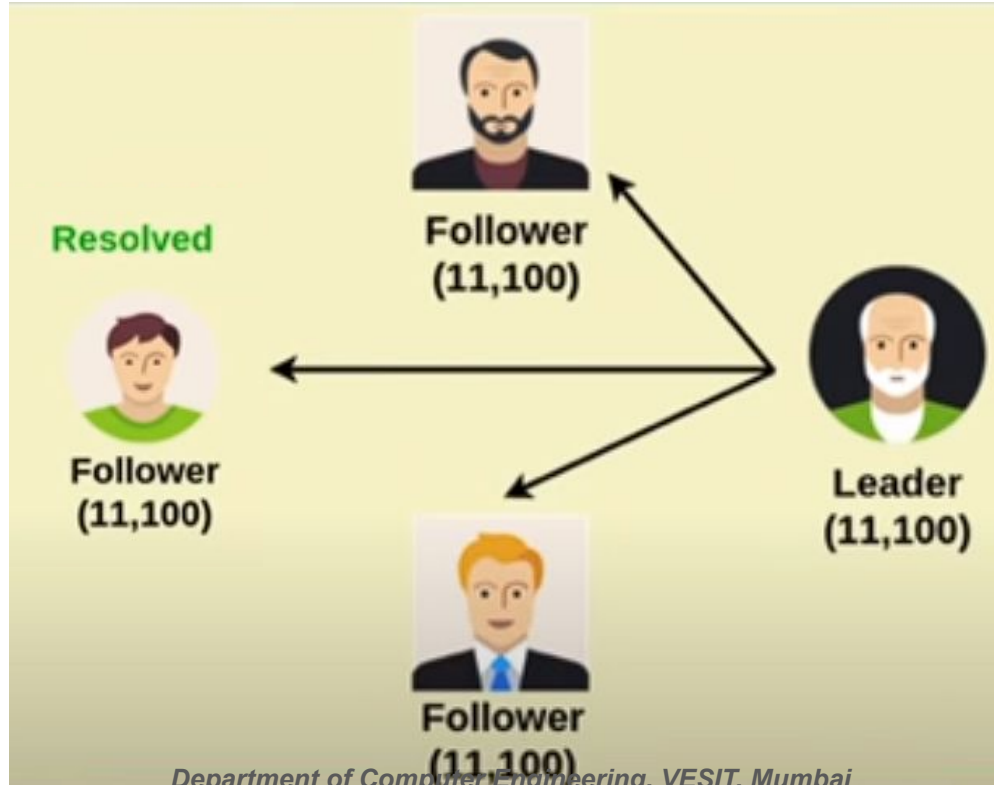 Follower
(11,100)
Resolved
Follower
(11,100)
Leader
(11,100)
Follower
(11,100)
Department of Computer Engineering, VESIT, Mumbai